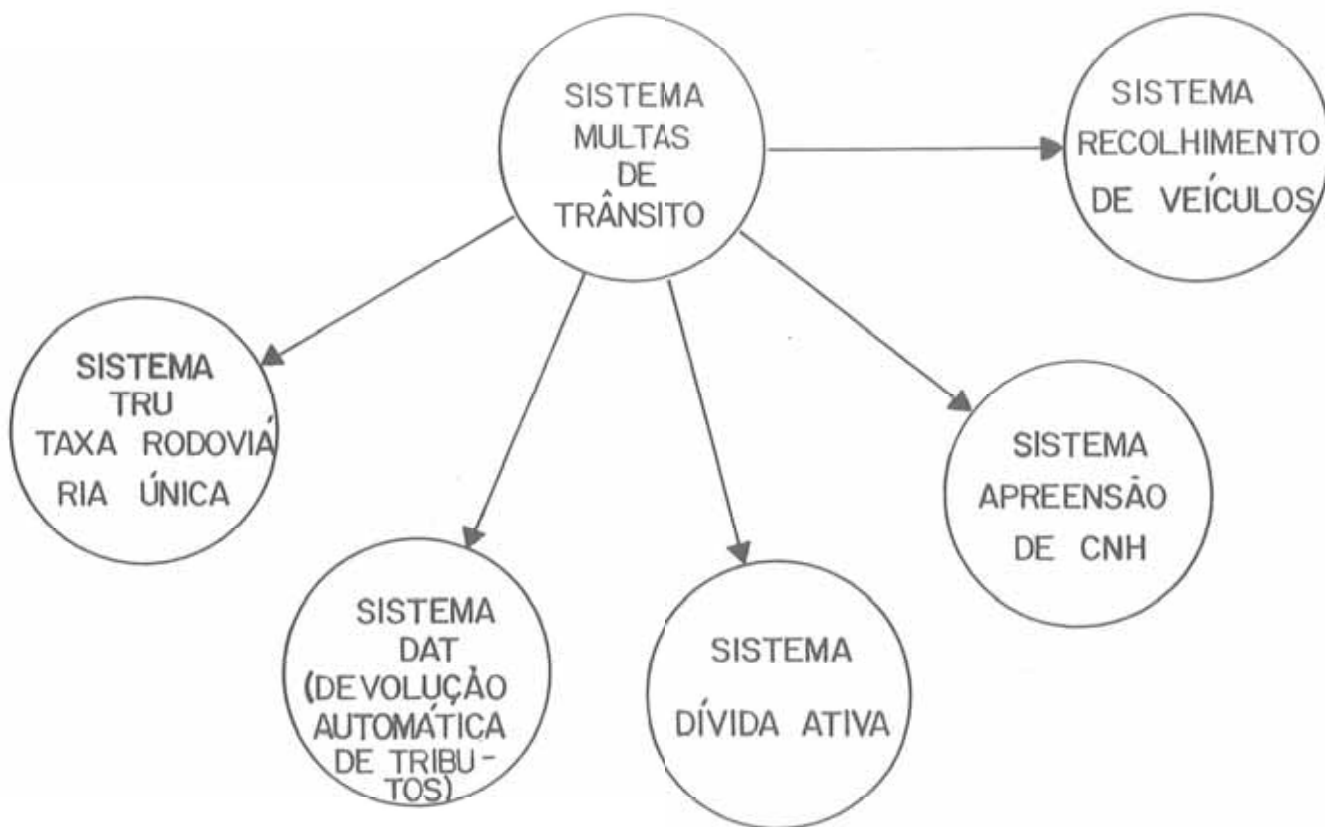 SISTEMA
MULTAS
DE
TRÂNSITO
SISTEMA
RECOLHIMENTO
DE VEÍCULOS
SISTEMA
TRU
TAXA RODOVIÁ
RIA ÚNICA
SISTEMA
APREENSÃO
DE CNH
SISTEMA
DAT
(DEVOLUÇÃO
AUTOMÁTICA
DE TRIBU-
TOS)
SISTEMA
DÍVIDA ATIVA